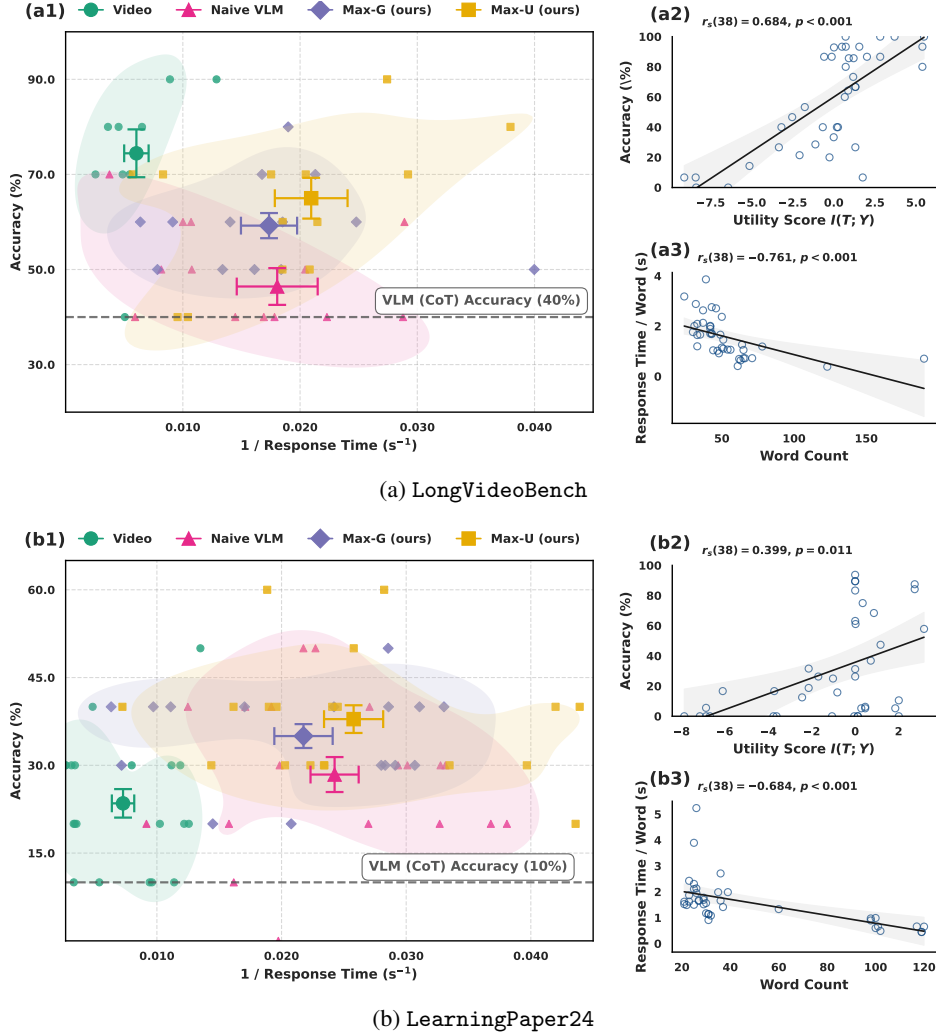 (a1) Video Naive VLM Max-G (ours) Max-U (ours)
90.0
70.0
50.0
30.0
Accuracy (%)
VLM (CoT) Accuracy (40%)
0.010 0.020 0.030 0.040
1 / Response Time (s⁻¹)
(a2)
r_s(38) = 0.684, p < 0.001
100
80
60
40
20
0
Accuracy (\%)
−7.5 −5.0 −2.5 0.0 2.5 5.0
Utility Score I(T; Y)
(a3)
r_s(38) = −0.761, p < 0.001
4
2
0
Response Time / Word (s)
50 100 150
Word Count
(a) LongVideoBench
(b1) Video Naive VLM Max-G (ours) Max-U (ours)
60.0
45.0
30.0
15.0
Accuracy (%)
VLM (CoT) Accuracy (10%)
0.010 0.020 0.030 0.040
1 / Response Time (s⁻¹)
(b2)
r_s(38) = 0.399, p = 0.011
100
80
60
40
20
0
Accuracy (%)
−8 −6 −4 −2 0 2
Utility Score I(T; Y)
(b3)
r_s(38) = −0.684, p < 0.001
5
4
3
2
1
0
Response Time / Word (s)
20 40 60 80 100 120
Word Count
(b) LearningPaper24